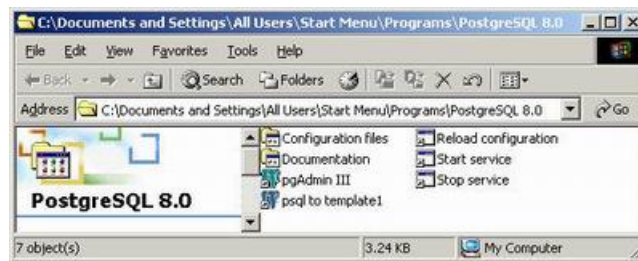 C:\Documents and Settings\All Users\Start Menu\Programs\PostgreSQL 8.0
File Edit View Favorites Tools Help
Back Search Folders
Address C:\Documents and Settings\All Users\Start Menu\Programs\PostgreSQL 8.0 Go
PostgreSQL 8.0
Configuration files
Documentation
pgAdmin III
psql to template1
Reload configuration
Start service
Stop service
7 object(s) 3.24 KB My Computer